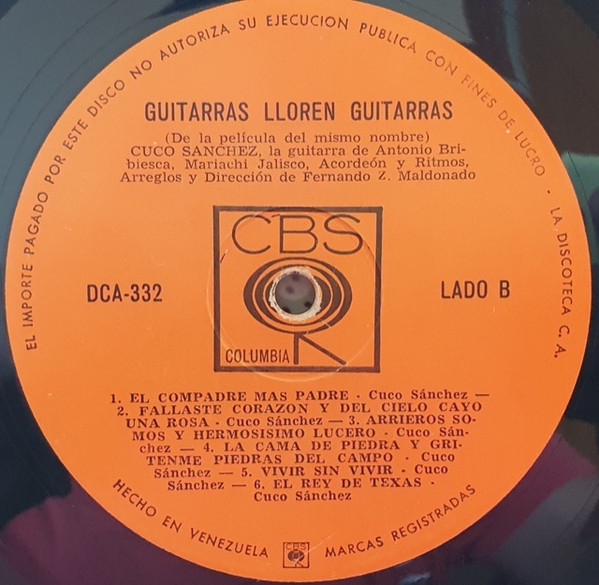 EL IMPORTE PAGADO POR ESTE DISCO NO AUTORIZA SU EJECUCION PUBLICA CON FINES DE LUCRO · LA DISCOTECA C. A.
GUITARRAS LLOREN GUITARRAS
(De la película del mismo nombre)
CUCO SANCHEZ, la guitarra de Antonio Bri-
biesca, Mariachi Jalisco, Acordeón y Ritmos,
Arreglos y Dirección de Fernando Z. Maldonado
CBS
DCA-332
LADO B
COLUMBIA
1. EL COMPADRE MAS PADRE · Cuco Sánchez —
2. FALLASTE CORAZON Y DEL CIELO CAYO
UNA ROSA · Cuco Sánchez — 3. ARRIEROS SO-
MOS Y HERMOSISIMO LUCERO · Cuco Sán-
chez — 4. LA CAMA DE PIEDRA Y GRI-
TENME PIEDRAS DEL CAMPO · Cuco
Sánchez — 5. VIVIR SIN VIVIR · Cuco
Sánchez — 6. EL REY DE TEXAS ·
Cuco Sánchez
HECHO EN VENEZUELA CBS MARCAS REGISTRADAS